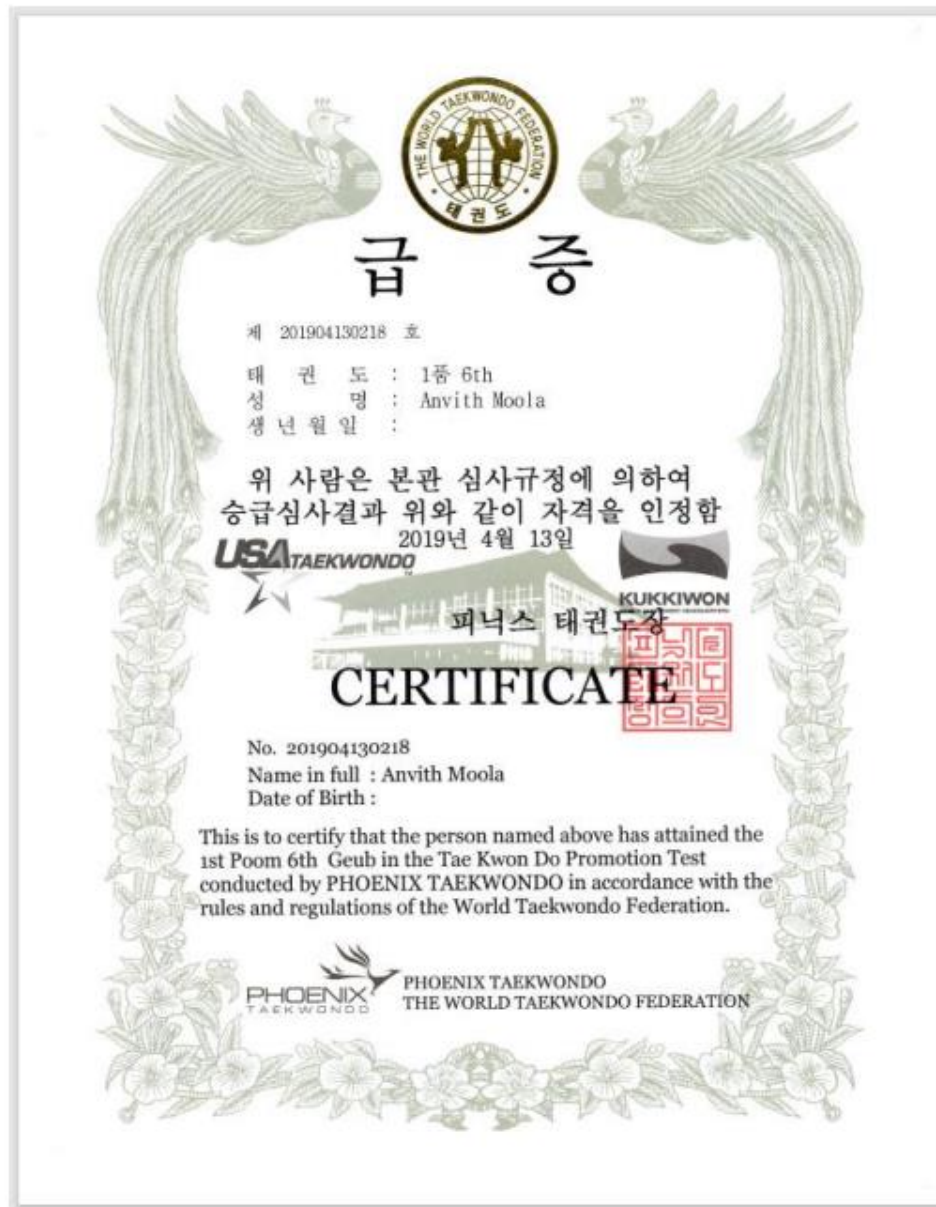 THE WORLD TAEKWONDO FEDERATION
태권도
급 증
제 201904130218 호
태 권 도 : 1품 6th
성 명 : Anvith Moola
생년월일 :
위 사람은 본관 심사규정에 의하여
승급심사결과 위와 같이 자격을 인정함
2019년 4월 13일
USA TAEKWONDO
KUKKIWON
피닉스 태권도장
CERTIFICATE
No. 201904130218
Name in full : Anvith Moola
Date of Birth :
This is to certify that the person named above has attained the
1st Poom 6th Geub in the Tae Kwon Do Promotion Test
conducted by PHOENIX TAEKWONDO in accordance with the
rules and regulations of the World Taekwondo Federation.
PHOENIX
TAEKWONDO
PHOENIX TAEKWONDO
THE WORLD TAEKWONDO FEDERATION